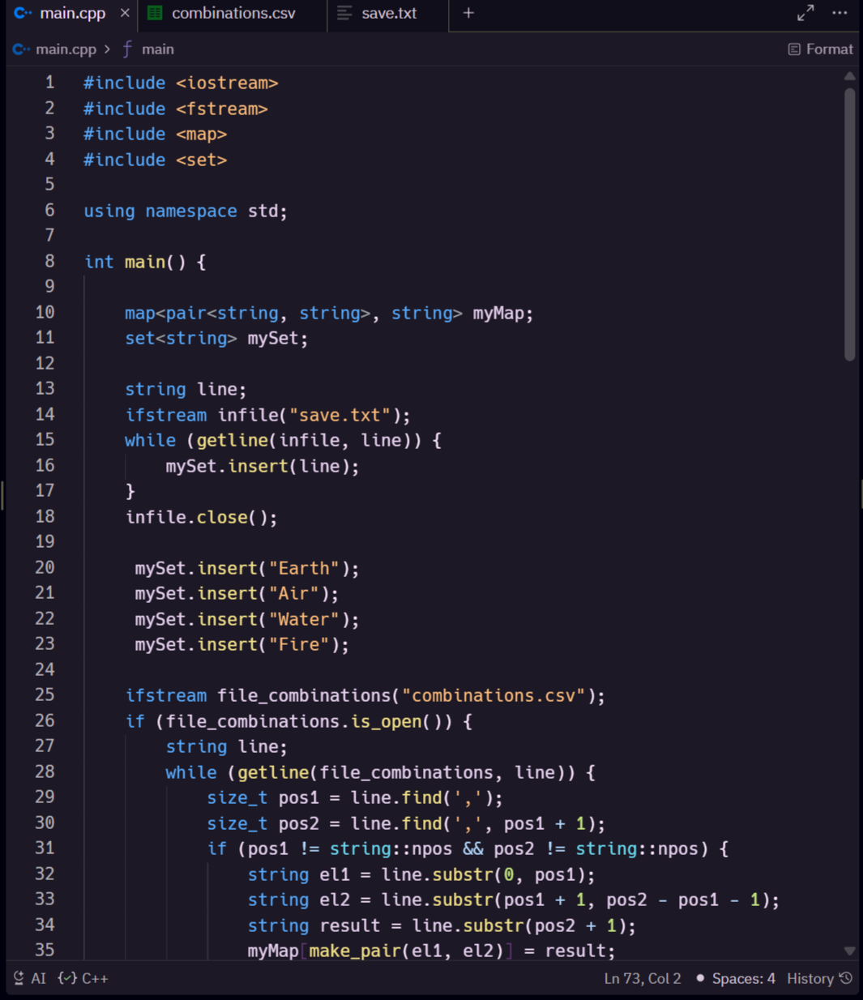 main.cpp × combinations.csv save.txt + ...
main.cpp > ƒ main Format
1 #include <iostream>
2 #include <fstream>
3 #include <map>
4 #include <set>
5
6 using namespace std;
7
8 int main() {
9
10     map<pair<string, string>, string> myMap;
11     set<string> mySet;
12
13     string line;
14     ifstream infile("save.txt");
15     while (getline(infile, line)) {
16         mySet.insert(line);
17     }
18     infile.close();
19
20      mySet.insert("Earth");
21      mySet.insert("Air");
22      mySet.insert("Water");
23      mySet.insert("Fire");
24
25     ifstream file_combinations("combinations.csv");
26     if (file_combinations.is_open()) {
27         string line;
28         while (getline(file_combinations, line)) {
29             size_t pos1 = line.find(',');
30             size_t pos2 = line.find(',', pos1 + 1);
31             if (pos1 != string::npos && pos2 != string::npos) {
32                 string el1 = line.substr(0, pos1);
33                 string el2 = line.substr(pos1 + 1, pos2 - pos1 - 1);
34                 string result = line.substr(pos2 + 1);
35                 myMap[make_pair(el1, el2)] = result;
AI {✓} C++ Ln 73, Col 2 • Spaces: 4 History